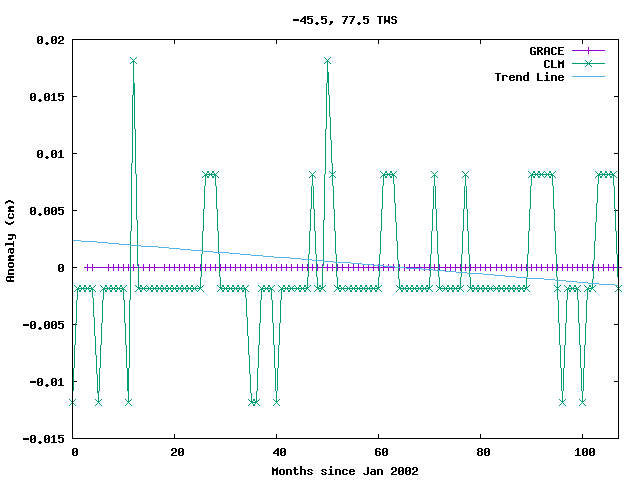 -45.5, 77.5 TWS
GRACE
CLM
Trend Line
0.02
0.015
0.01
0.005
0
-0.005
-0.01
-0.015
Anomaly (cm)
0 20 40 60 80 100
Months since Jan 2002